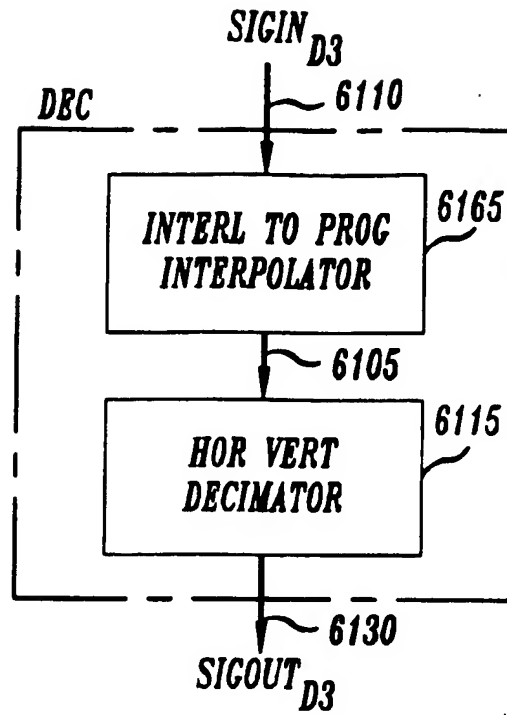 SIGIN D3
6110
DEC
6165
INTERL TO PROG
INTERPOLATOR
6105
6115
HOR VERT
DECIMATOR
6130
SIGOUT D3